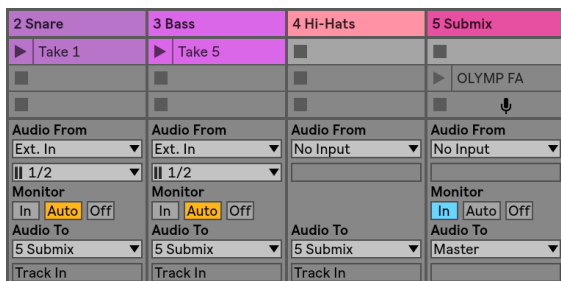 2 Snare 3 Bass 4 Hi-Hats 5 Submix
Take 1 Take 5
OLYMP FA
Audio From Audio From Audio From Audio From
Ext. In Ext. In No Input No Input
1/2 1/2
Monitor Monitor Monitor
In Auto Off In Auto Off In Auto Off
Audio To Audio To Audio To Audio To
5 Submix 5 Submix 5 Submix Master
Track In Track In Track In